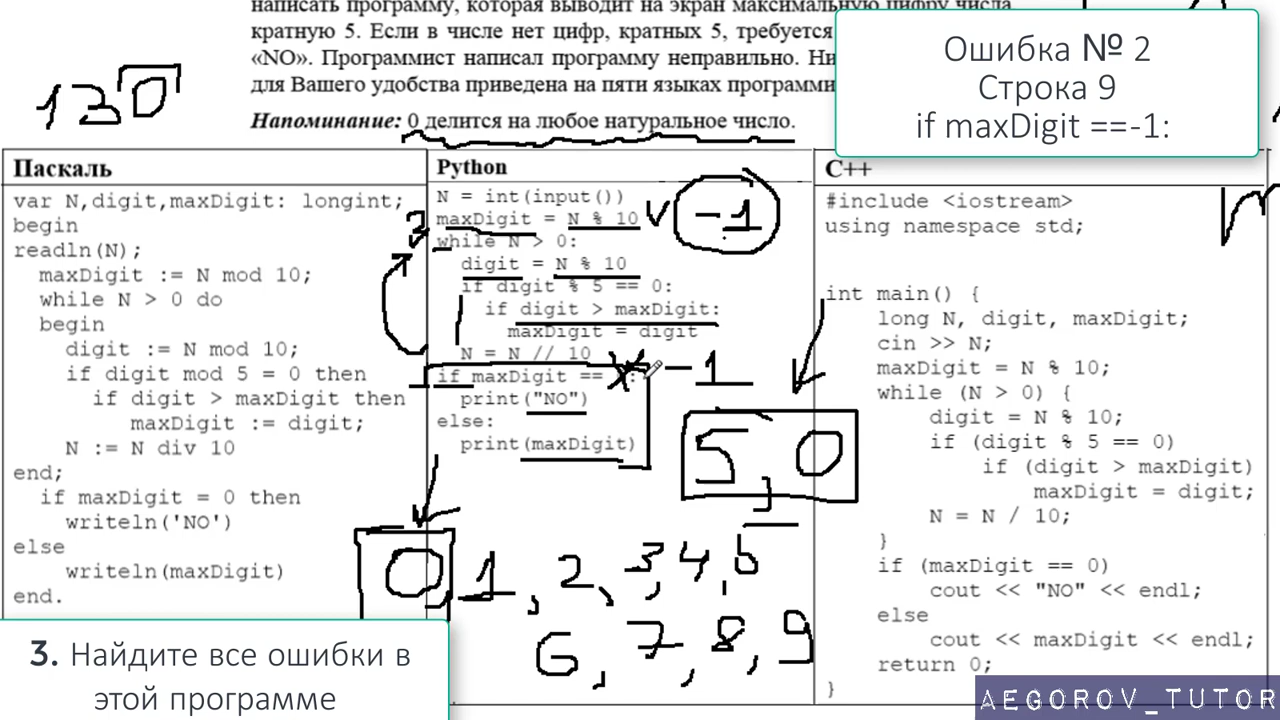 написать программу, которая выводит на экран максимальную цифру числа,
кратную 5. Если в числе нет цифр, кратных 5, требуется
«NO». Программист написал программу неправильно.
для Вашего удобства приведена на пяти языках
Напоминание: 0 делится на любое натуральное число.
130
Ошибка № 2
Строка 9
if maxDigit ==-1:
Паскаль
var N,digit,maxDigit: longint;
begin
readln(N);
maxDigit := N mod 10;
while N > 0 do
begin
digit := N mod 10;
if digit mod 5 = 0 then
if digit > maxDigit then
maxDigit := digit;
N := N div 10
end;
if maxDigit = 0 then
writeln('NO')
else
writeln(maxDigit)
end.
Python
N = int(input())
maxDigit = N % 10
while N > 0:
digit = N % 10
if digit % 5 == 0:
if digit > maxDigit:
maxDigit = digit
N = N // 10
if maxDigit == :
print("NO")
else:
print(maxDigit)
3
-1
-1
5, 0
0, 1, 2, 3, 4, 6
6, 7, 8, 9
C++
#include <iostream>
using namespace std;
int main() {
long N, digit, maxDigit;
cin >> N;
maxDigit = N % 10;
while (N > 0) {
digit = N % 10;
if (digit % 5 == 0)
if (digit > maxDigit)
maxDigit = digit;
N = N / 10;
}
if (maxDigit == 0)
cout << "NO" << endl;
else
cout << maxDigit << endl;
return 0;
}
3. Найдите все ошибки в
этой программе
AEGOROV_TUTOR